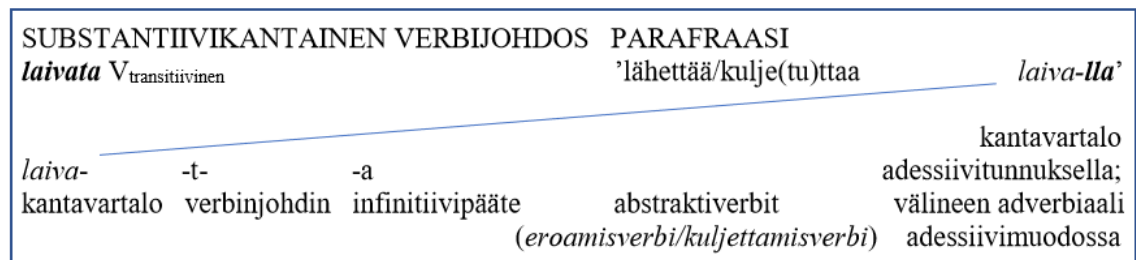 SUBSTANTIIVIKANTAINEN VERBIJOHDOS PARAFRAASI
laivata Vtransitiivinen ’lähettää/kulje(tu)ttaa laiva-lla’
kantavartalo
laiva- -t- -a adessiivitunnuksella;
kantavartalo verbinjohdin infinitiivipääte abstraktiverbit välineen adverbiaali
(eroamisverbi/kuljettamisverbi) adessiivimuodossa